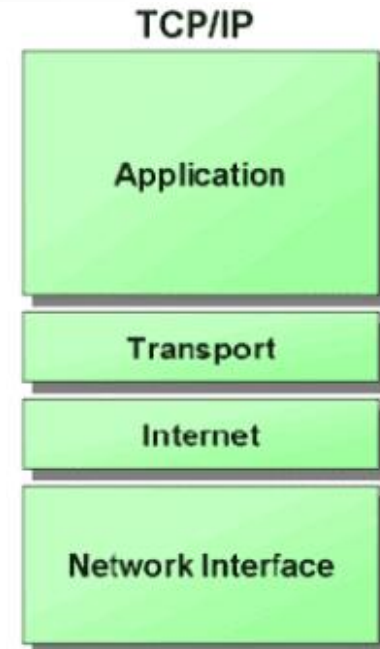 TCP/IP
Application
Transport
Internet
Network Interface